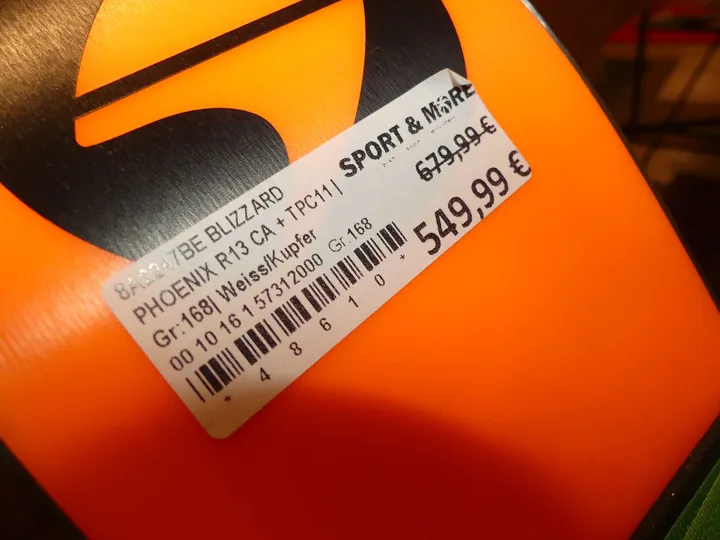 SPORT & MORE
679,99 €
549,99 €
BLIZZARD
PHOENIX R13 CA + TPC11|
Gr:168| Weiss/Kupfer
00 10 16 1 57312000 Gr:168
* 4 8 6 1 0 *